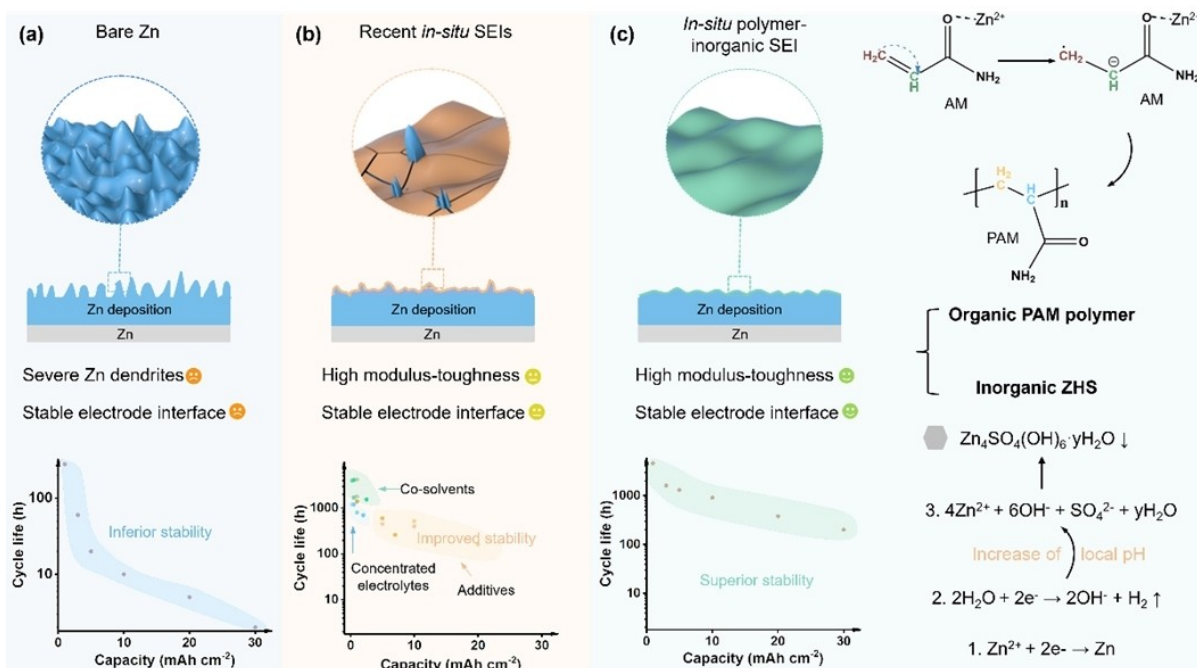 (a) Bare Zn
Zn deposition
Zn
Severe Zn dendrites
Stable electrode interface
Cycle life (h)
100
10
Inferior stability
0 10 20 30
Capacity (mAh cm⁻²)
(b) Recent in-situ SEIs
Zn deposition
Zn
High modulus-toughness
Stable electrode interface
Cycle life (h)
1000
100
10
Co-solvents
Improved stability
Concentrated
electrolytes
Additives
0 10 20 30
Capacity (mAh cm⁻²)
(c) In-situ polymer-
inorganic SEI
Zn deposition
Zn
High modulus-toughness
Stable electrode interface
Cycle life (h)
1000
100
10
Superior stability
0 10 20 30
Capacity (mAh cm⁻²)
O---Zn²⁺
H₂C
C
H
NH₂
AM
O---Zn²⁺
ĊH₂
C
H
⊖
NH₂
AM
H₂
C
H
C
n
PAM
O
NH₂
Organic PAM polymer
Inorganic ZHS
Zn₄SO₄(OH)₆·yH₂O ↓
3. 4Zn²⁺ + 6OH⁻ + SO₄²⁻ + yH₂O
Increase of local pH
2. 2H₂O + 2e⁻ → 2OH⁻ + H₂ ↑
1. Zn²⁺ + 2e- → Zn